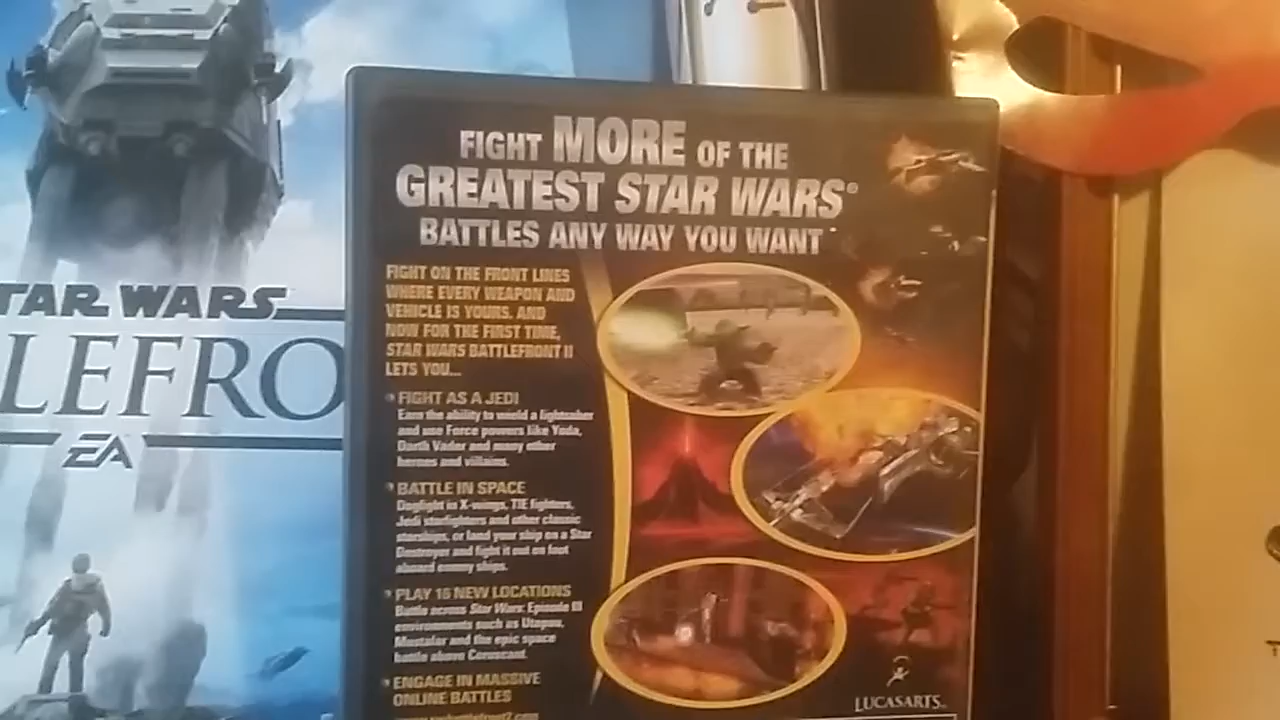 TAR WARS
LEFRO
EA
FIGHT MORE OF THE
GREATEST STAR WARS®
BATTLES ANY WAY YOU WANT
FIGHT ON THE FRONT LINES
WHERE EVERY WEAPON AND
VEHICLE IS YOURS. AND
NOW FOR THE FIRST TIME,
STAR WARS BATTLEFRONT II
LETS YOU...
• FIGHT AS A JEDI
Earn the ability to wield a lightsaber
and use Force powers like Yoda,
Darth Vader and many other
heroes and villains.
• BATTLE IN SPACE
Dogfight in X-wings, TIE fighters,
Jedi starfighters and other classic
starships, or land your ship on a Star
Destroyer and fight it out on foot
aboard enemy ships.
• PLAY 16 NEW LOCATIONS
Battle across Star Wars: Episode III
environments such as Utapau,
Mustafar and the epic space
battle above Coruscant.
• ENGAGE IN MASSIVE
ONLINE BATTLES
LUCASARTS